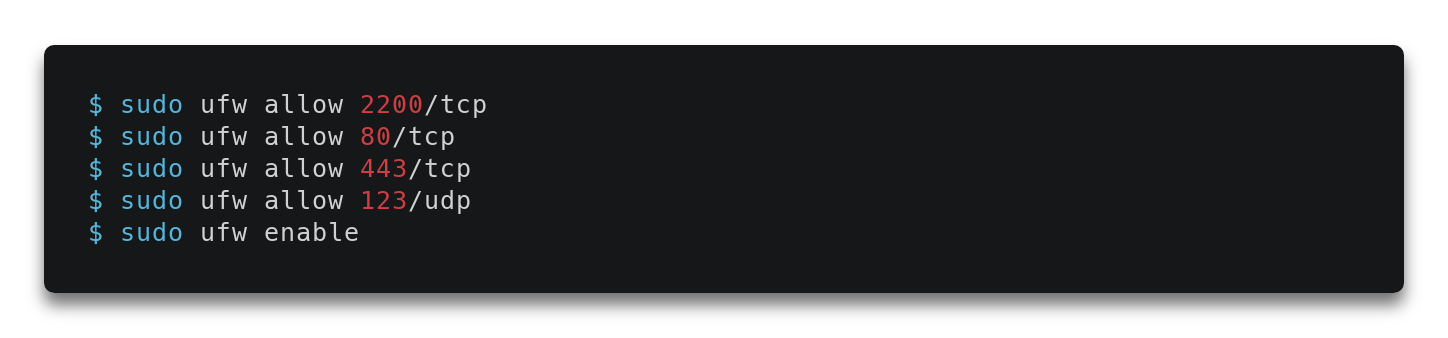 $ sudo ufw allow 2200/tcp
$ sudo ufw allow 80/tcp
$ sudo ufw allow 443/tcp
$ sudo ufw allow 123/udp
$ sudo ufw enable